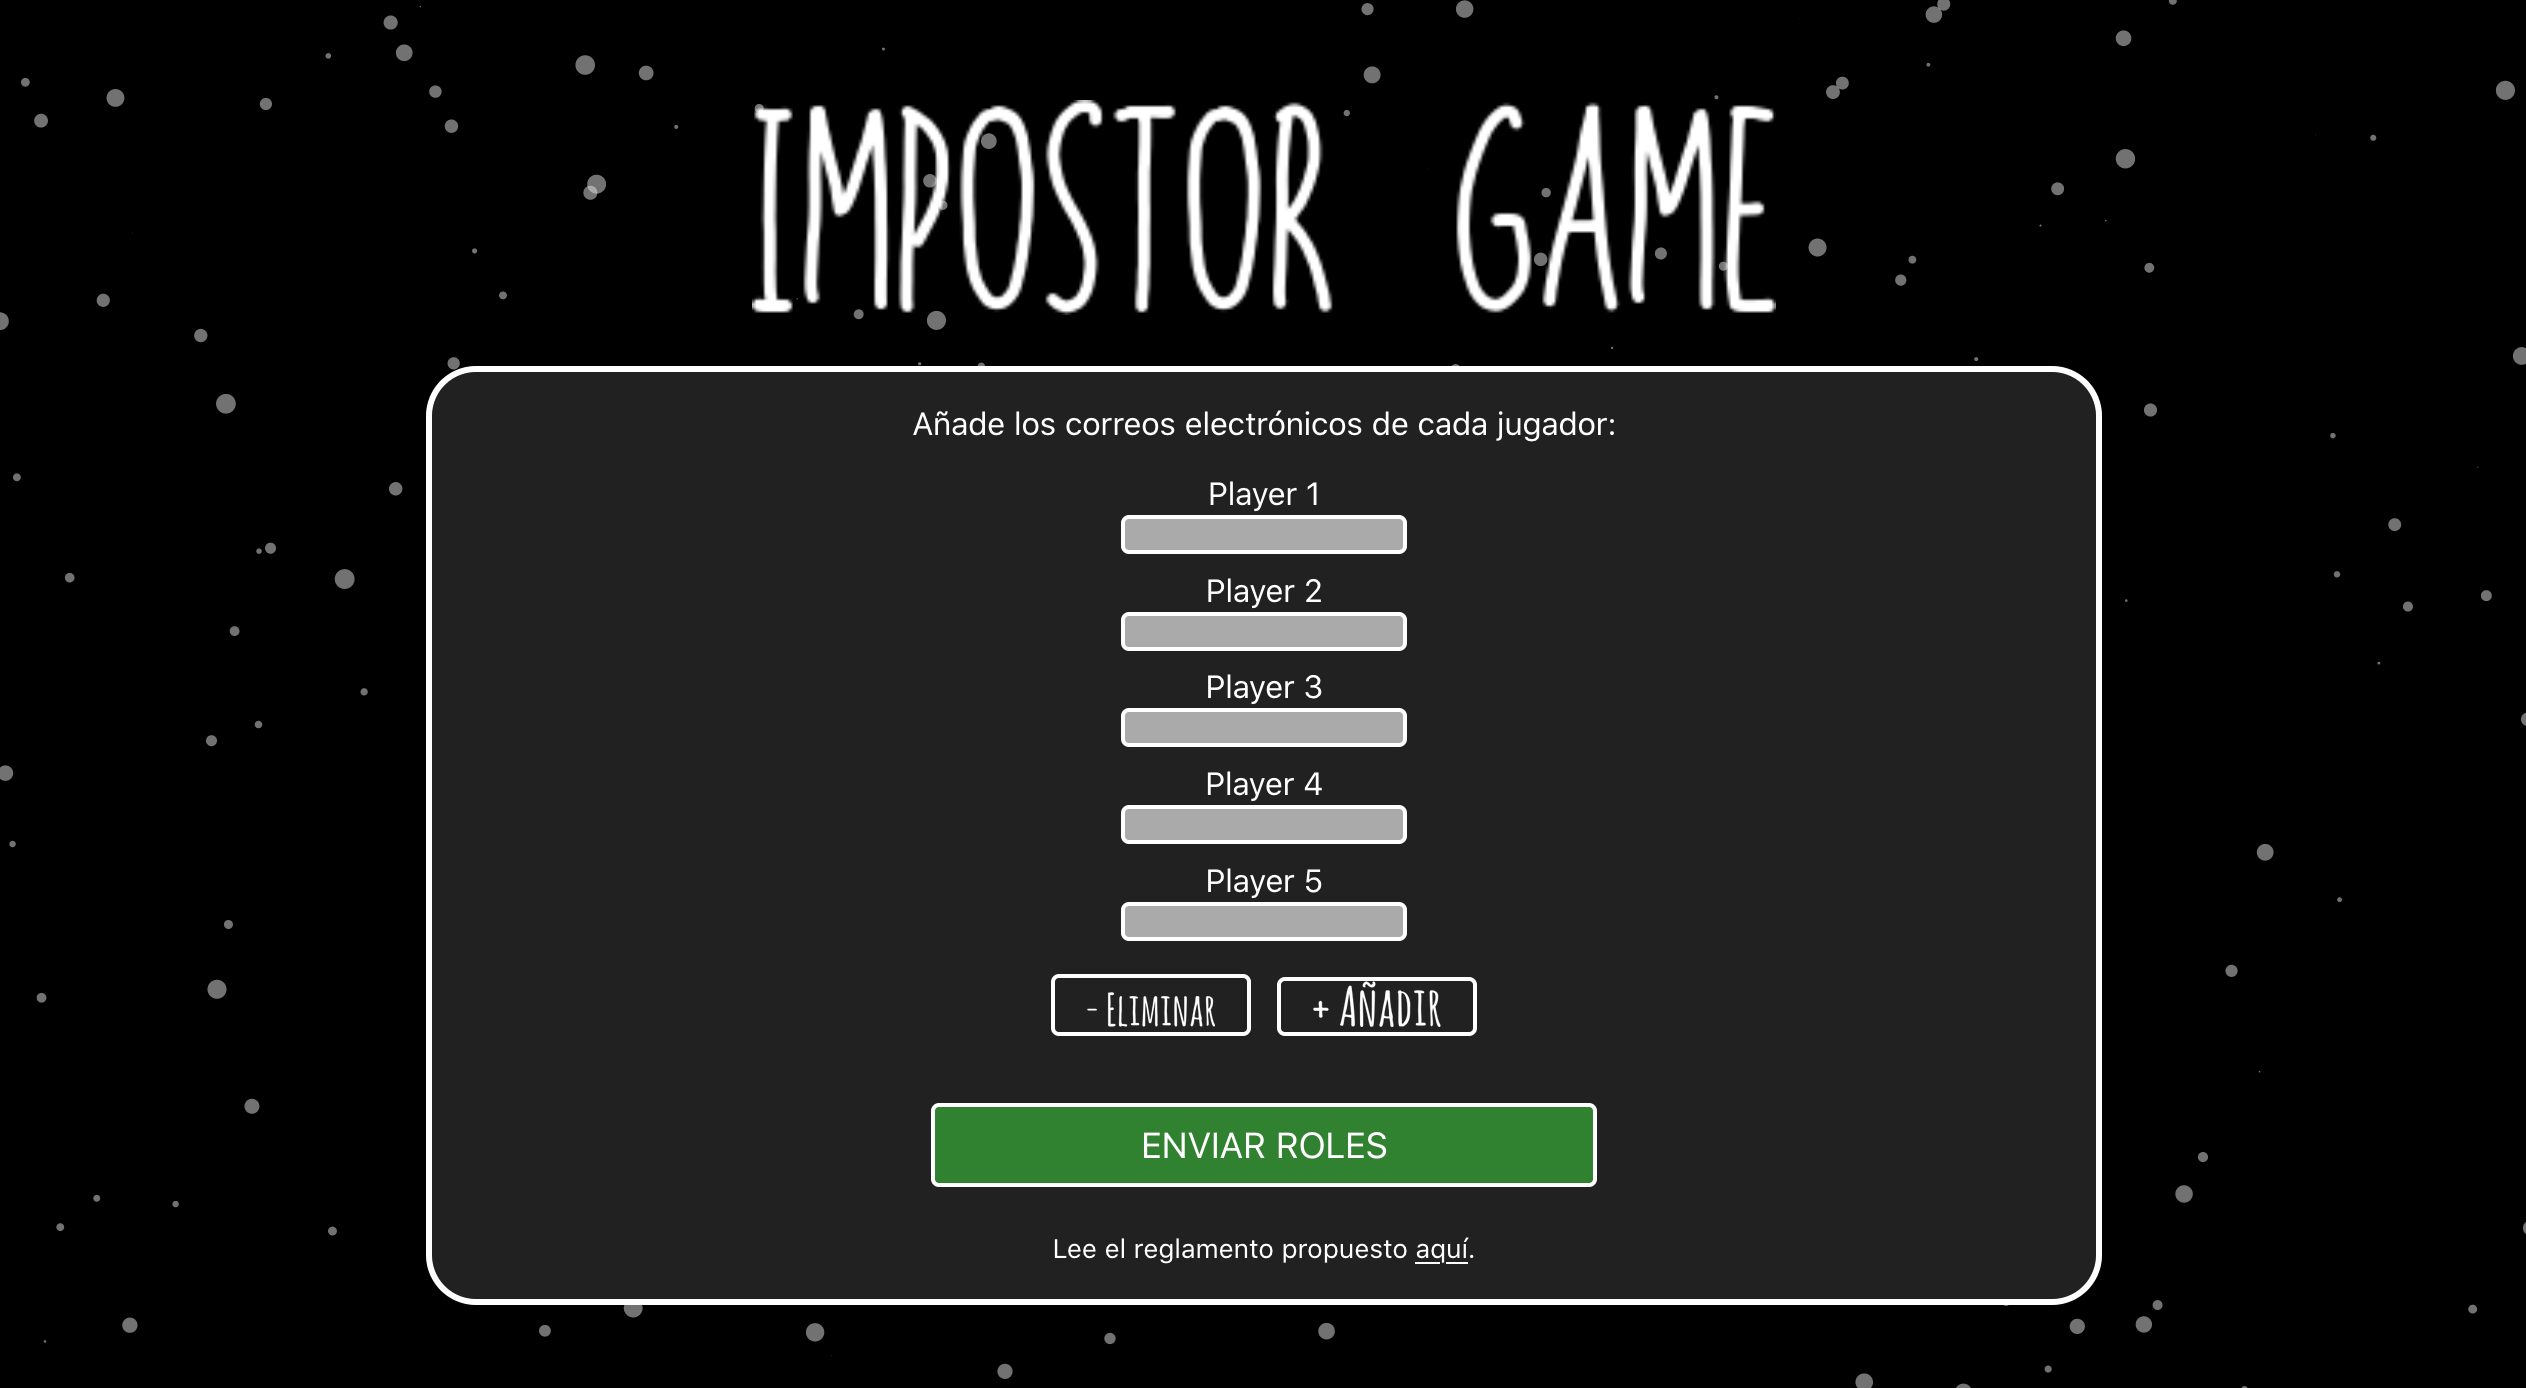 IMPOSTOR GAME
Añade los correos electrónicos de cada jugador:
Player 1
Player 2
Player 3
Player 4
Player 5
- Eliminar + Añadir
ENVIAR ROLES
Lee el reglamento propuesto aquí.